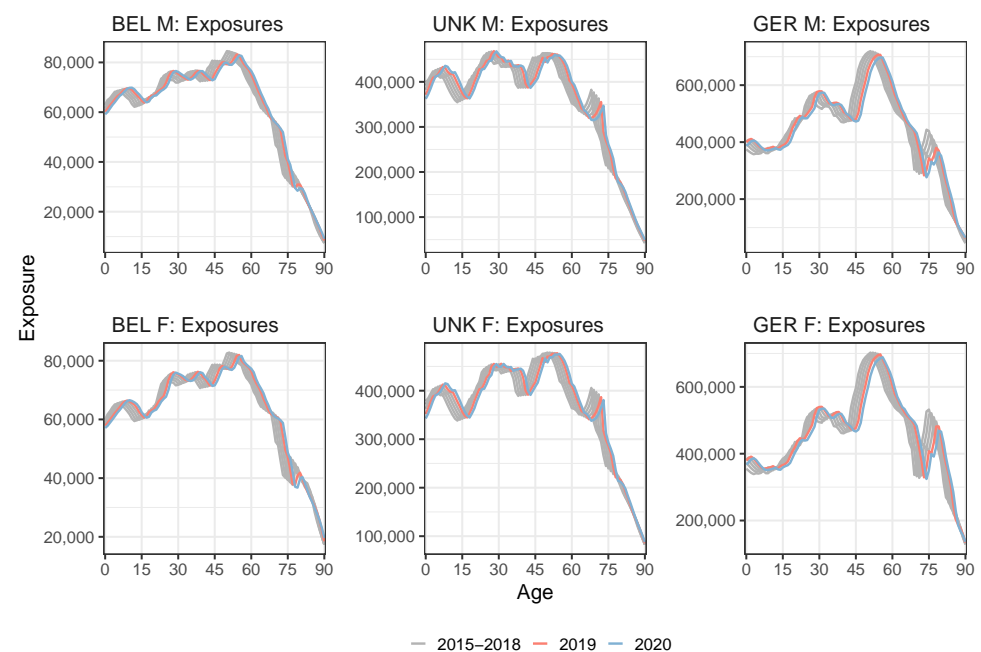 BEL M: Exposures UNK M: Exposures GER M: Exposures
80,000 60,000 40,000 20,000
400,000 300,000 200,000 100,000
600,000 400,000 200,000
0 15 30 45 60 75 90 0 15 30 45 60 75 90 0 15 30 45 60 75 90
Exposure
BEL F: Exposures UNK F: Exposures GER F: Exposures
80,000 60,000 40,000 20,000
400,000 300,000 200,000 100,000
600,000 400,000 200,000
0 15 30 45 60 75 90 0 15 30 45 60 75 90 0 15 30 45 60 75 90
Age
2015–2018 2019 2020